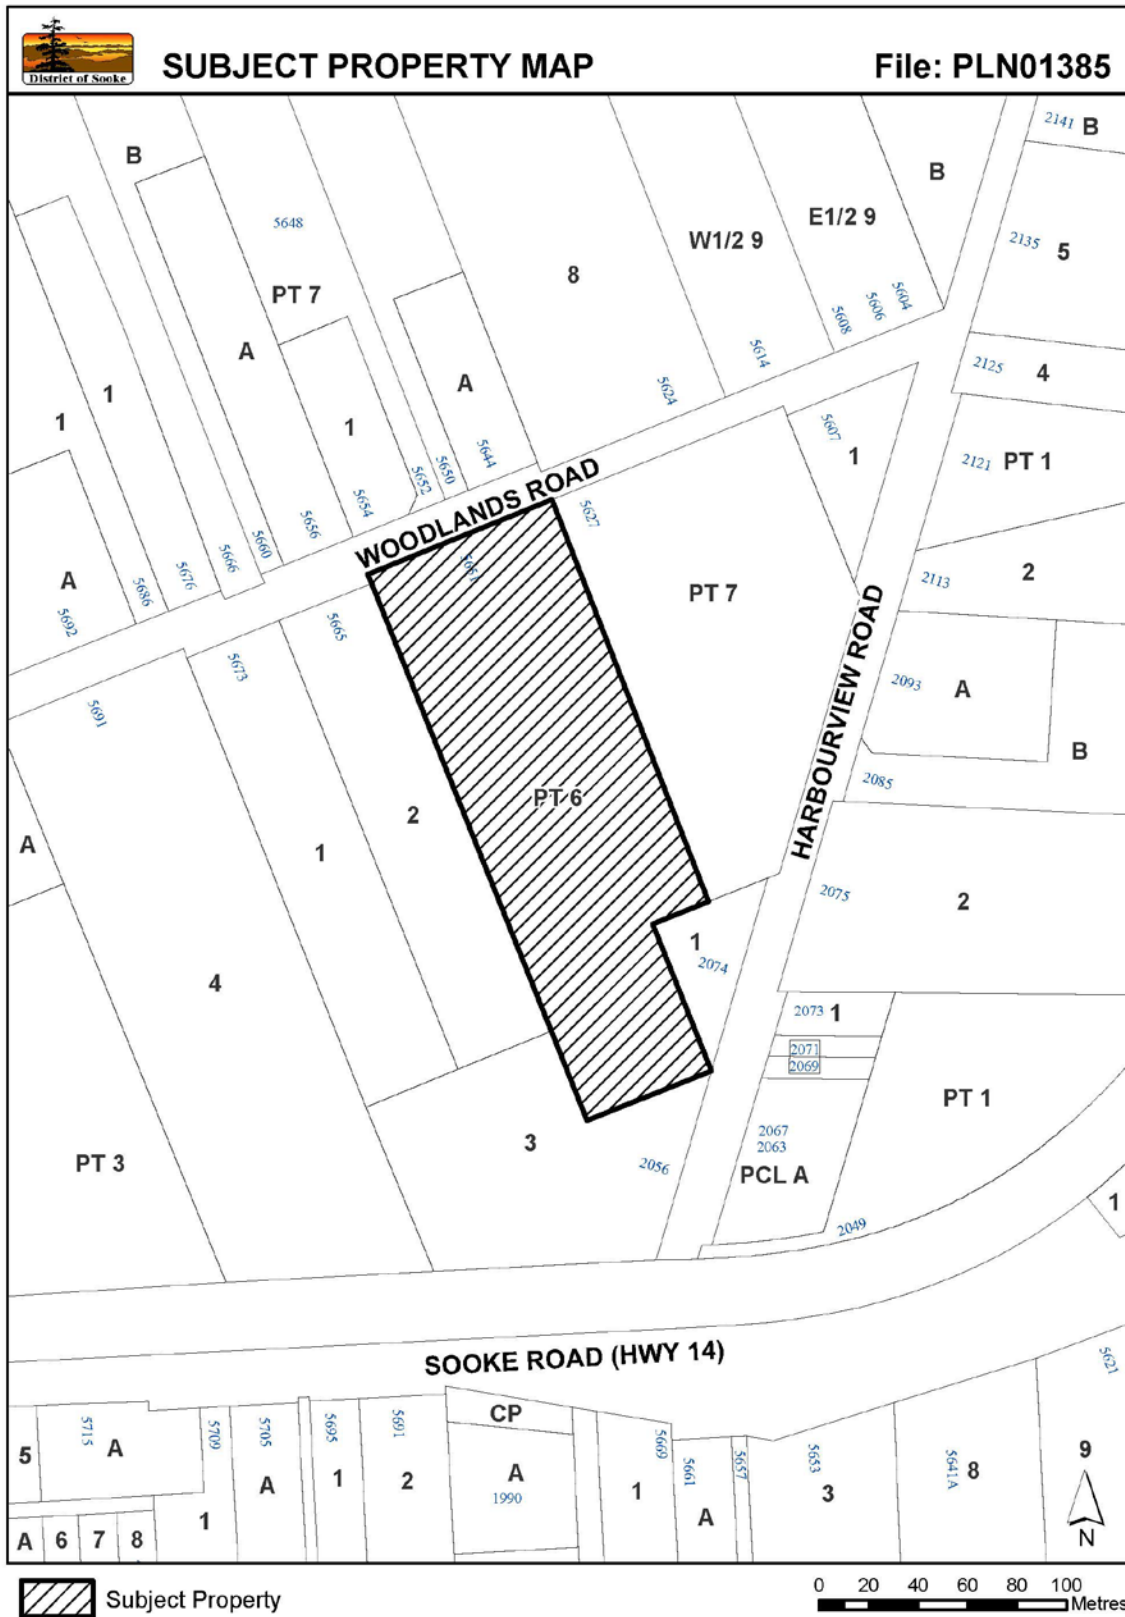 District of Sooke
SUBJECT PROPERTY MAP
File: PLN01385
2141 B
B
B
5648
E1/2 9
W1/2 9
2135 5
8
PT 7
5604
5606
5608
A
5614
2125 4
A
5624
1
1
1
5607
1
2121 PT 1
5644
5650
5652
WOODLANDS ROAD
5627
5654
5656
5660
5666
5676
5686
A
5692
5651
PT 7
2113 2
5665
5673
5691
2093 A
B
2085
HARBOURVIEW ROAD
PT 6
2
1
A
2075 2
1
2074
4
2073 1
2071
2069
PT 1
2067
2063
PCL A
3
2056
PT 3
2049
1
SOOKE ROAD (HWY 14)
5621
CP
5715
A
5
5709
5705
A
5695
1
5691
2
A
1990
5669
1
5661
A
5657
5653
3
5641A
8
9
1
A 6 7 8
N
Subject Property
0 20 40 60 80 100
Metres